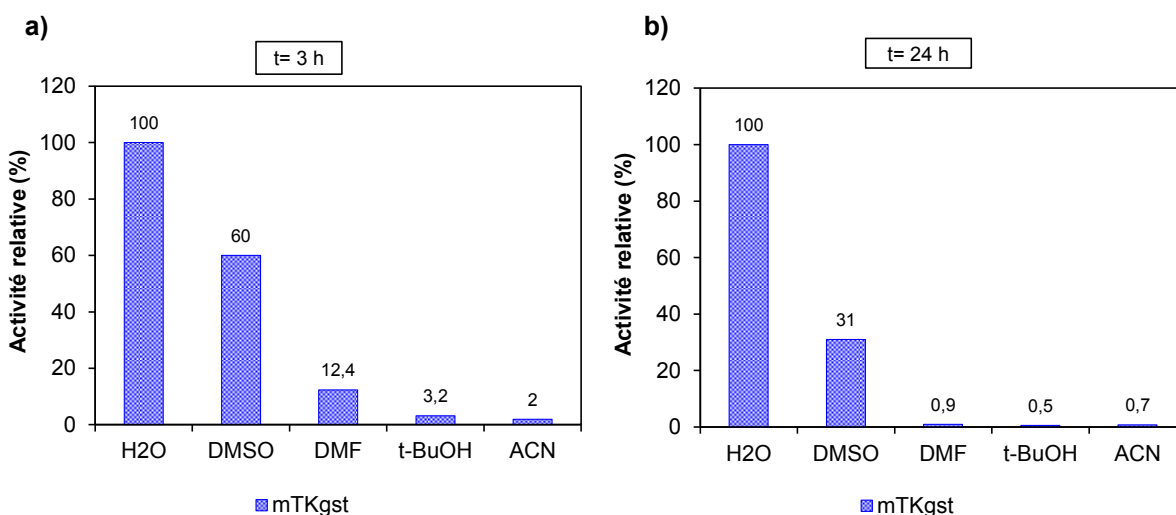 a)
t= 3 h
Activité relative (%)
120
100
80
60
40
20
0
100
60
12,4
3,2
2
H2O DMSO DMF t-BuOH ACN
mTKgst
b)
t= 24 h
Activité relative (%)
120
100
80
60
40
20
0
100
31
0,9
0,5
0,7
H2O DMSO DMF t-BuOH ACN
mTKgst